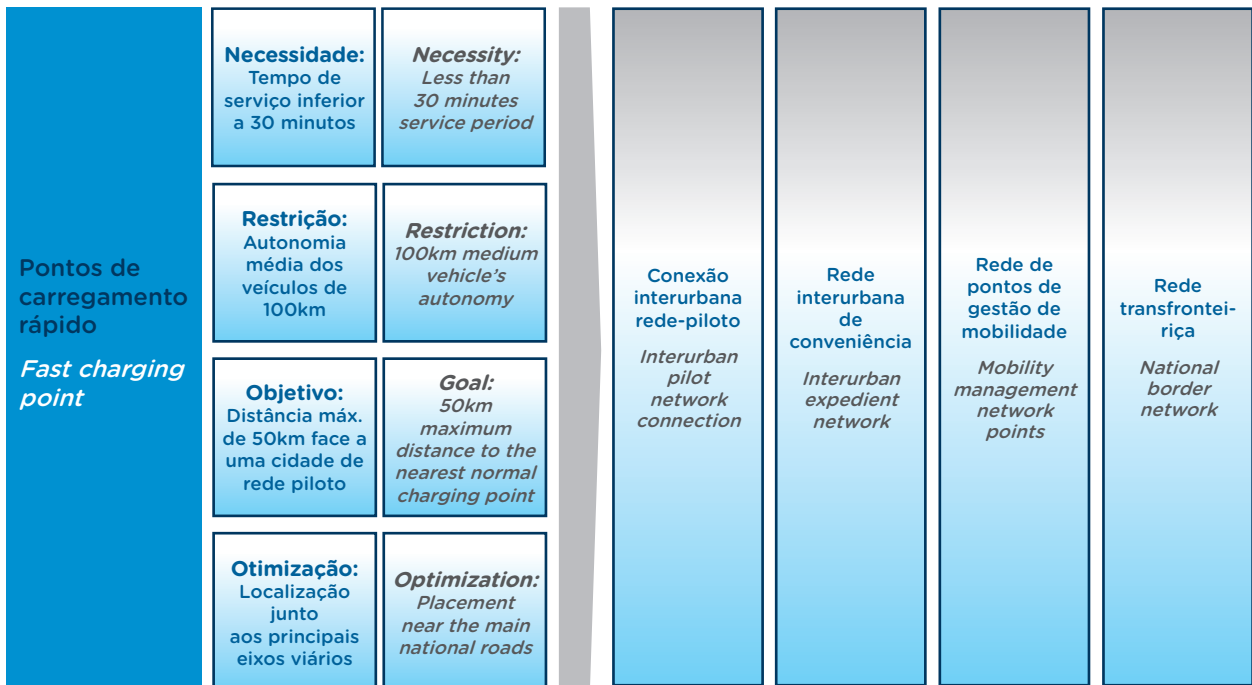 Pontos de
carregamento
rápido
Fast charging
point
Necessidade:
Tempo de
serviço inferior
a 30 minutos
Necessity:
Less than
30 minutes
service period
Restrição:
Autonomia
média dos
veículos de
100km
Restriction:
100km medium
vehicle's
autonomy
Objetivo:
Distância máx.
de 50km face a
uma cidade de
rede piloto
Goal:
50km
maximum
distance to the
nearest normal
charging point
Otimização:
Localização
junto
aos principais
eixos viários
Optimization:
Placement
near the main
national roads
Conexão
interurbana
rede-piloto
Interurban
pilot
network
connection
Rede
interurbana
de
conveniência
Interurban
expedient
network
Rede de
pontos de
gestão de
mobilidade
Mobility
management
network
points
Rede
transfrontei-
riça
National
border
network